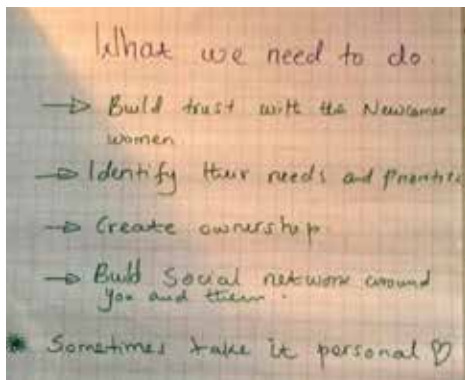 What we need to do.
→ Build trust with the Newcomer
women.
→ Identify their needs and Prioritie
→ Create ownership.
→ Build Social network around
you and them.
* Sometimes take it personal ♡